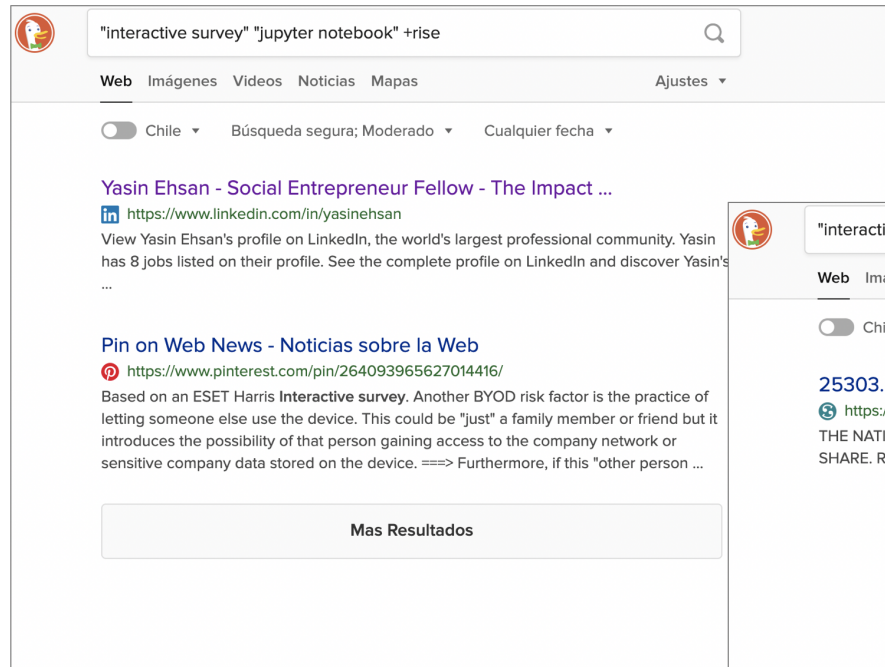 "interactive survey" "jupyter notebook" +rise
Web Imágenes Videos Noticias Mapas Ajustes
Chile Búsqueda segura; Moderado Cualquier fecha
Yasin Ehsan - Social Entrepreneur Fellow - The Impact ...
in https://www.linkedin.com/in/yasinehsan
View Yasin Ehsan's profile on LinkedIn, the world's largest professional community. Yasin
has 8 jobs listed on their profile. See the complete profile on LinkedIn and discover Yasin's
...
Pin on Web News - Noticias sobre la Web
https://www.pinterest.com/pin/264093965627014416/
Based on an ESET Harris Interactive survey. Another BYOD risk factor is the practice of
letting someone else use the device. This could be "just" a family member or friend but it
introduces the possibility of that person gaining access to the company network or
sensitive company data stored on the device. ===> Furthermore, if this "other person ...
Mas Resultados
"interacti
Web Ima
Chi
25303.
https:/
THE NATI
SHARE. R